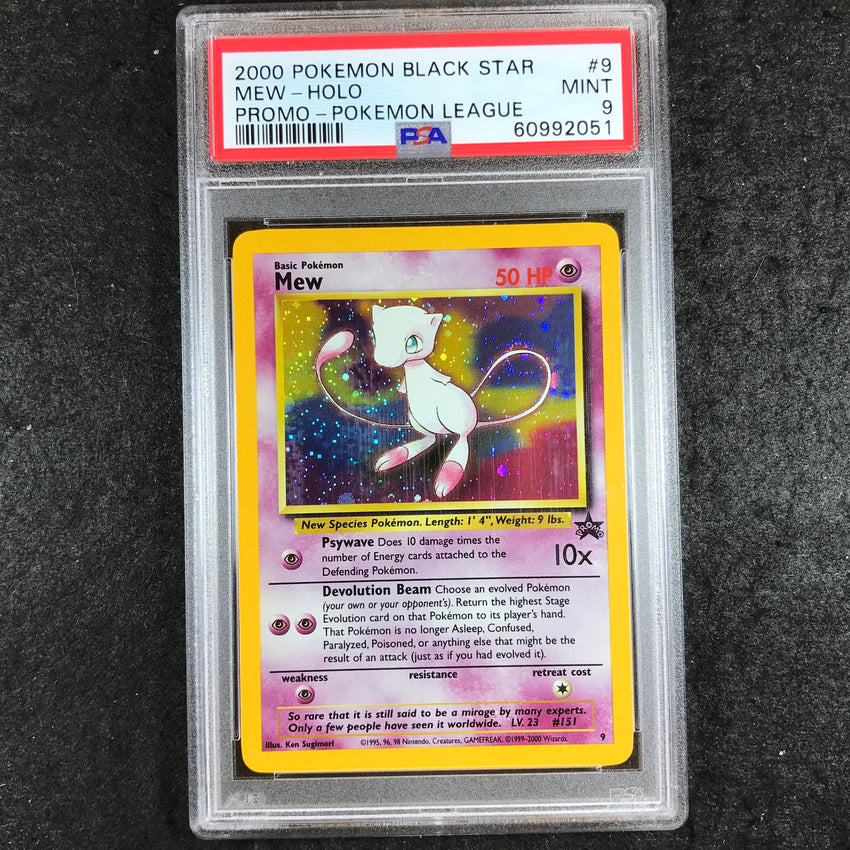 2000 POKEMON BLACK STAR #9
MEW - HOLO MINT
PROMO - POKEMON LEAGUE 9
PSA 60992051
Basic Pokémon
Mew 50 HP
New Species Pokémon. Length: 1' 4", Weight: 9 lbs.
PROMO
Psywave Does 10 damage times the
number of Energy cards attached to the
Defending Pokémon.
10x
Devolution Beam Choose an evolved Pokémon
(your own or your opponent's). Return the highest Stage
Evolution card on that Pokémon to its player's hand.
That Pokémon is no longer Asleep, Confused,
Paralyzed, Poisoned, or anything else that might be the
result of an attack (just as if you had evolved it).
weakness resistance retreat cost
So rare that it is still said to be a mirage by many experts.
Only a few people have seen it worldwide. LV. 23 #151
Illus. Ken Sugimori ©1995, 96, 98 Nintendo, Creatures, GAMEFREAK. ©1999-2000 Wizards. 9
PSA